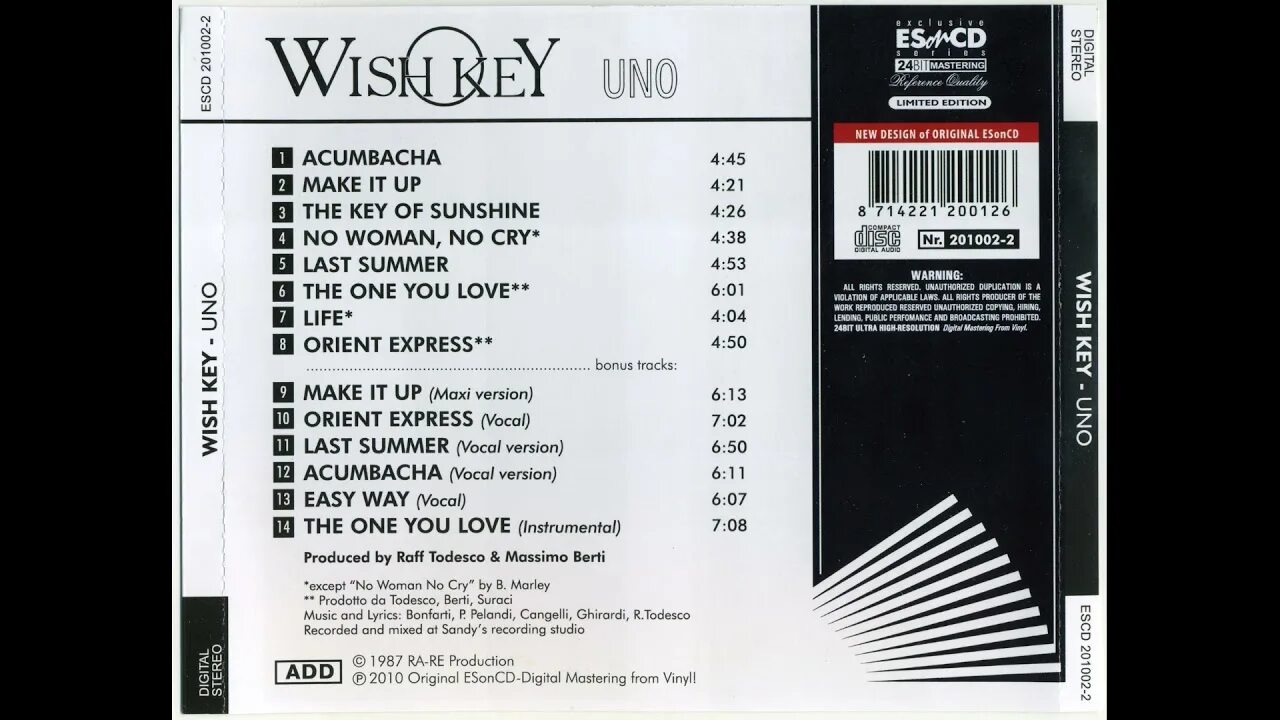 ESCD 201002-2
WISH KEY - UNO
DIGITAL
STEREO
WISH KEY UNO
1 ACUMBACHA 4:45
2 MAKE IT UP 4:21
3 THE KEY OF SUNSHINE 4:26
4 NO WOMAN, NO CRY* 4:38
5 LAST SUMMER 4:53
6 THE ONE YOU LOVE** 6:01
7 LIFE* 4:04
8 ORIENT EXPRESS** 4:50
bonus tracks:
9 MAKE IT UP (Maxi version) 6:13
10 ORIENT EXPRESS (Vocal) 7:02
11 LAST SUMMER (Vocal version) 6:50
12 ACUMBACHA (Vocal version) 6:11
13 EASY WAY (Vocal) 6:07
14 THE ONE YOU LOVE (Instrumental) 7:08
Produced by Raff Todesco & Massimo Berti
*except "No Woman No Cry" by B. Marley
** Prodotto da Todesco, Berti, Suraci
Music and Lyrics: Bonfarti, P. Pelandi, Cangelli, Ghirardi, R.Todesco
Recorded and mixed at Sandy's recording studio
ADD
© 1987 RA-RE Production
℗ 2010 Original ESonCD-Digital Mastering from Vinyl!
exclusive
ESonCD
series
24BIT MASTERING
Reference Quality
LIMITED EDITION
NEW DESIGN of ORIGINAL ESonCD
8 714221 200126
COMPACT
disc
DIGITAL AUDIO
Nr. 201002-2
WARNING:
ALL RIGHTS RESERVED. UNAUTHORIZED DUPLICATION IS A
VIOLATION OF APPLICABLE LAWS. ALL RIGHTS PRODUCER OF THE
WORK REPRODUCED RESERVED UNAUTHORIZED COPYING, HIRING,
LENDING, PUBLIC PERFOMANCE AND BROADCASTING PROHIBITED.
24BIT ULTRA HIGH-RESOLUTION Digital Mastering From Vinyl.
DIGITAL
STEREO
WISH KEY - UNO
ESCD 201002-2